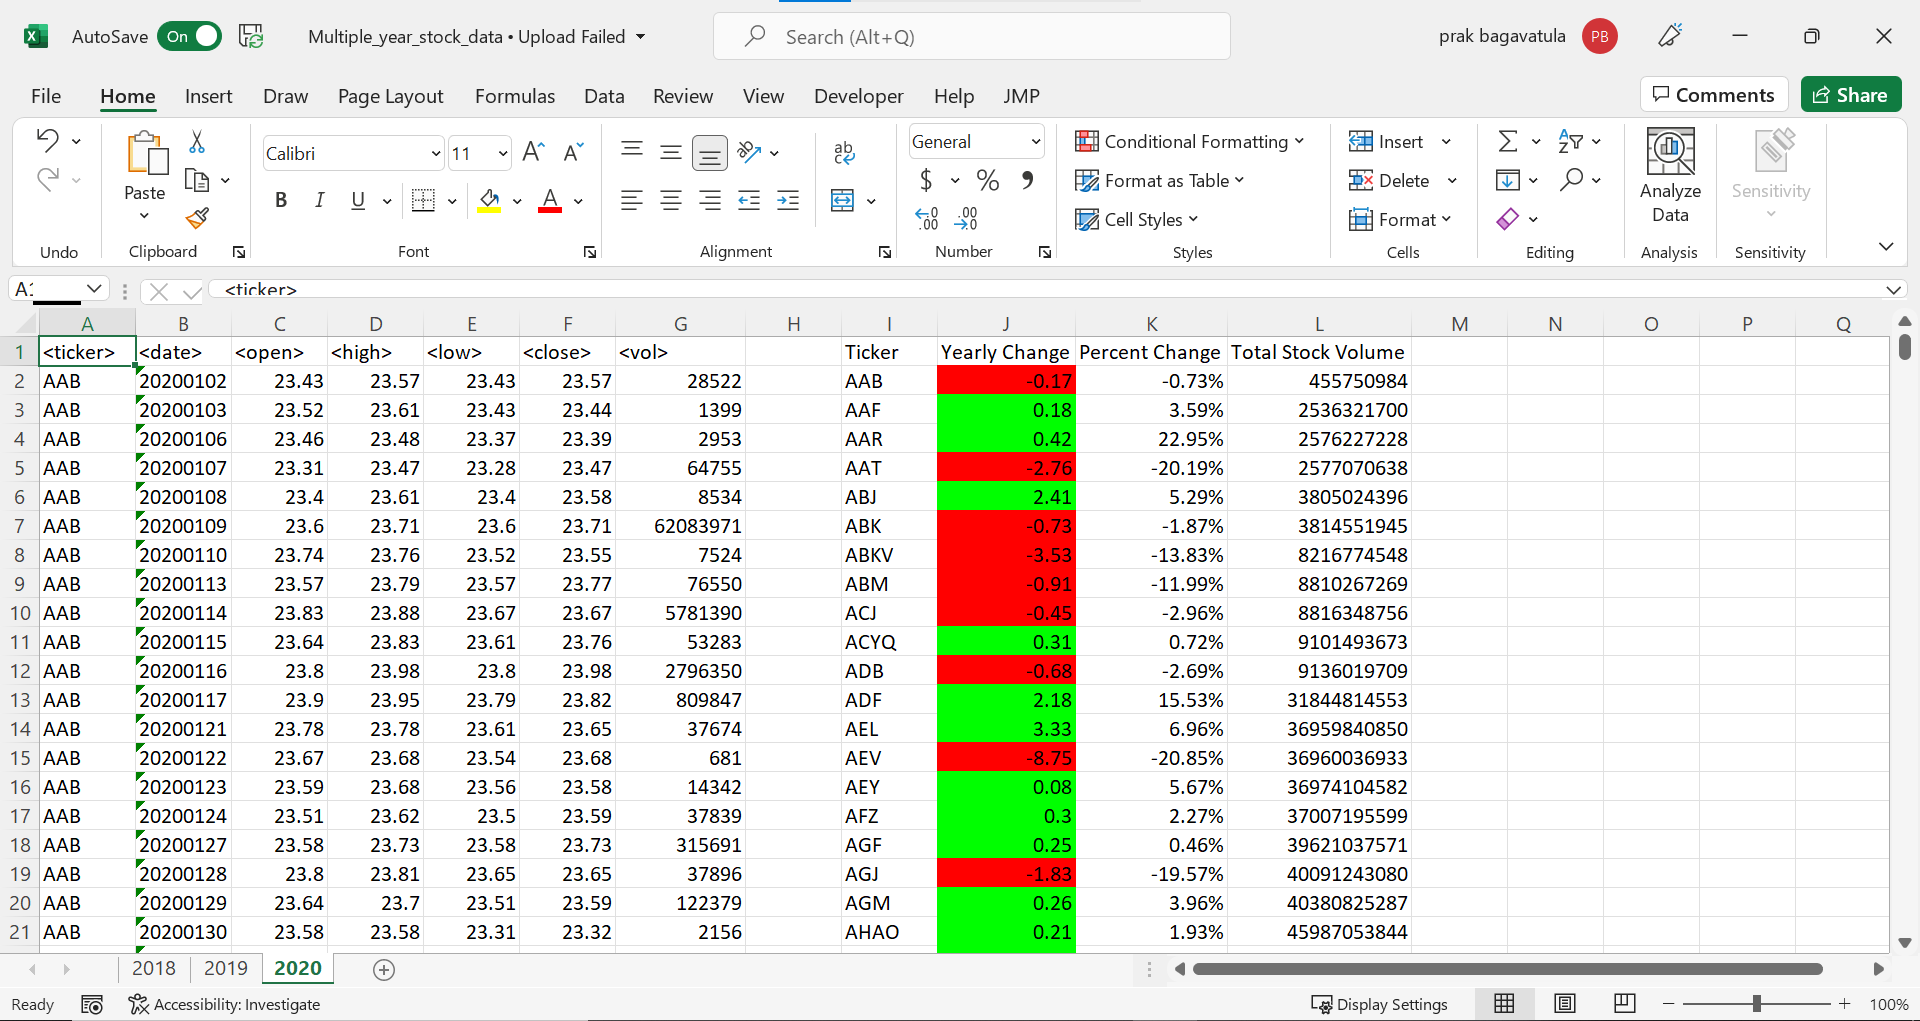 AutoSave On Multiple_year_stock_data • Upload Failed Search (Alt+Q) prak bagavatula PB
File Home Insert Draw Page Layout Formulas Data Review View Developer Help JMP Comments Share
Undo
Paste
Clipboard
Calibri 11
B I U A
Font
ab
Alignment
General
$ % ,
Number
Conditional Formatting
Format as Table
Cell Styles
Styles
Insert
Delete
Format
Cells
Editing
Analyze Data
Analysis
Sensitivity
Sensitivity
<ticker>
A B C D E F G H I J K L M N O P Q
1 <ticker> <date> <open> <high> <low> <close> <vol> Ticker Yearly Change Percent Change Total Stock Volume
2 AAB 20200102 23.43 23.57 23.43 23.57 28522 AAB -0.17 -0.73% 455750984
3 AAB 20200103 23.52 23.61 23.43 23.44 1399 AAF 0.18 3.59% 2536321700
4 AAB 20200106 23.46 23.48 23.37 23.39 2953 AAR 0.42 22.95% 2576227228
5 AAB 20200107 23.31 23.47 23.28 23.47 64755 AAT -2.76 -20.19% 2577070638
6 AAB 20200108 23.4 23.61 23.4 23.58 8534 ABJ 2.41 5.29% 3805024396
7 AAB 20200109 23.6 23.71 23.6 23.71 62083971 ABK -0.73 -1.87% 3814551945
8 AAB 20200110 23.74 23.76 23.52 23.55 7524 ABKV -3.53 -13.83% 8216774548
9 AAB 20200113 23.57 23.79 23.57 23.77 76550 ABM -0.91 -11.99% 8810267269
10 AAB 20200114 23.83 23.88 23.67 23.67 5781390 ACJ -0.45 -2.96% 8816348756
11 AAB 20200115 23.64 23.83 23.61 23.76 53283 ACYQ 0.31 0.72% 9101493673
12 AAB 20200116 23.8 23.98 23.8 23.98 2796350 ADB -0.68 -2.69% 9136019709
13 AAB 20200117 23.9 23.95 23.79 23.82 809847 ADF 2.18 15.53% 31844814553
14 AAB 20200121 23.78 23.78 23.61 23.65 37674 AEL 3.33 6.96% 36959840850
15 AAB 20200122 23.67 23.68 23.54 23.68 681 AEV -8.75 -20.85% 36960036933
16 AAB 20200123 23.59 23.68 23.56 23.58 14342 AEY 0.08 5.67% 36974104582
17 AAB 20200124 23.51 23.62 23.5 23.59 37839 AFZ 0.3 2.27% 37007195599
18 AAB 20200127 23.58 23.73 23.58 23.73 315691 AGF 0.25 0.46% 39621037571
19 AAB 20200128 23.8 23.81 23.65 23.65 37896 AGJ -1.83 -19.57% 40091243080
20 AAB 20200129 23.64 23.7 23.51 23.59 122379 AGM 0.26 3.96% 40380825287
21 AAB 20200130 23.58 23.58 23.31 23.32 2156 AHAO 0.21 1.93% 45987053844
2018 2019 2020
Ready Accessibility: Investigate Display Settings 100%